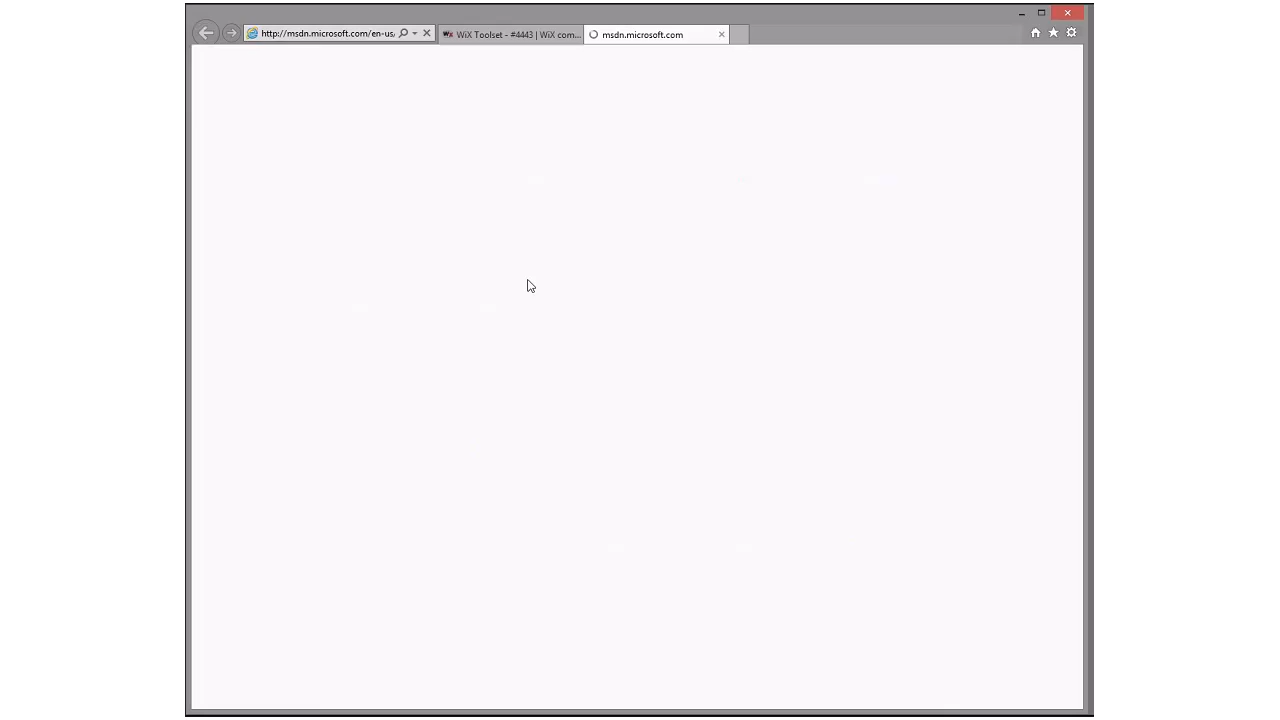 http://msdn.microsoft.com/en-us/
WiX Toolset - #4443 | WiX com...
msdn.microsoft.com